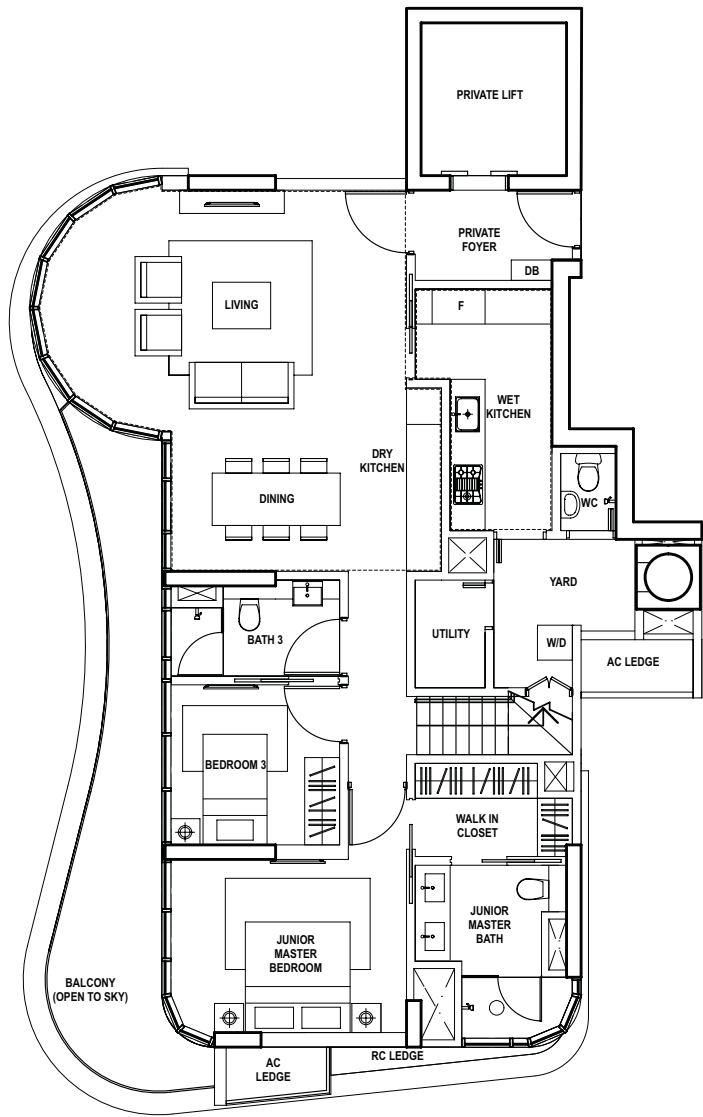 PRIVATE LIFT
PRIVATE
FOYER
DB
LIVING
F
WET
KITCHEN
DRY
KITCHEN
DINING
WC
YARD
BATH 3
UTILITY
W/D
AC LEDGE
BEDROOM 3
WALK IN
CLOSET
JUNIOR
MASTER
BATH
JUNIOR
MASTER
BEDROOM
BALCONY
(OPEN TO SKY)
RC LEDGE
AC
LEDGE